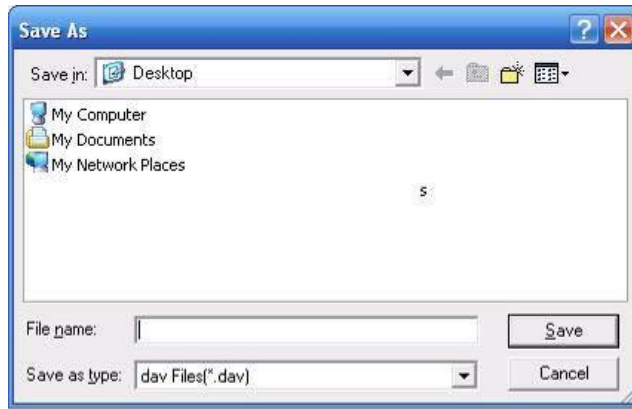 Save As
Save in: Desktop
My Computer
My Documents
My Network Places
s
File name:
Save
Save as type: dav Files(*.dav)
Cancel